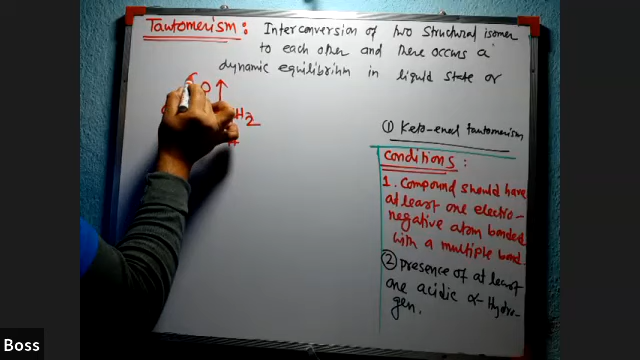 Tautomerism: Interconversion of two structural isomer
to each other and there occurs a
dynamic equilibrium in liquid state or
O
H2
① Keto-enol tautomerism
Conditions:
1. Compound should have
at least one electro-
negative atom bonded
with a multiple bond
② Presence of at least
one acidic α-Hydro-
gen.
Boss